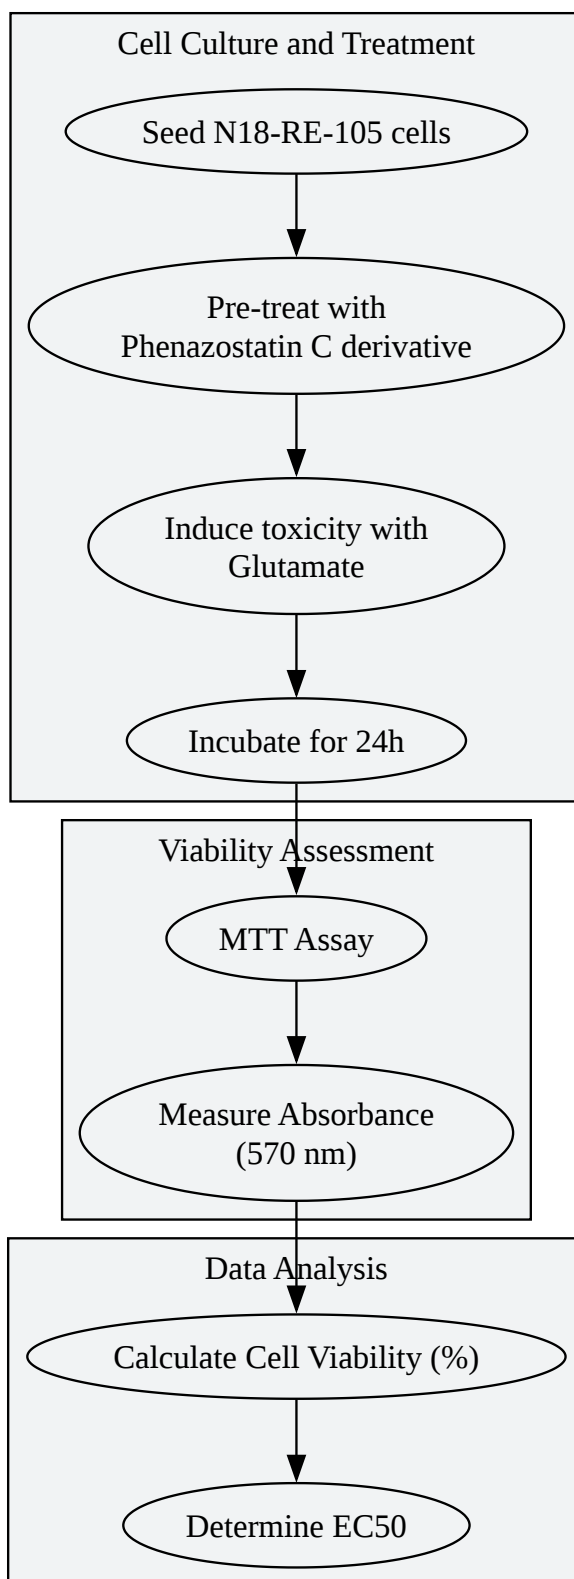 Cell Culture and Treatment
Seed N18-RE-105 cells
Pre-treat with
Phenazostatin C derivative
Induce toxicity with
Glutamate
Incubate for 24h
Viability Assessment
MTT Assay
Measure Absorbance
(570 nm)
Data Analysis
Calculate Cell Viability (%)
Determine EC50